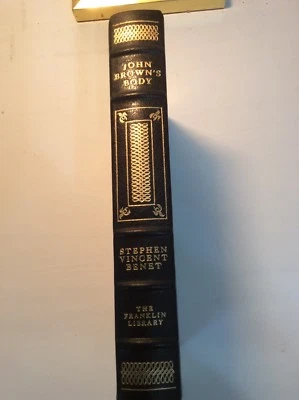 JOHN
BROWN'S
BODY
STEPHEN
VINCENT
BENET
THE
FRANKLIN
LIBRARY